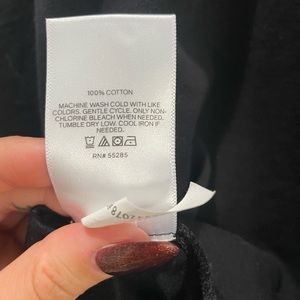 100% COTTON
MACHINE WASH COLD WITH LIKE
COLORS. GENTLE CYCLE. ONLY NON-
CHLORINE BLEACH WHEN NEEDED.
TUMBLE DRY LOW. COOL IRON IF
NEEDED.
RN# 55285